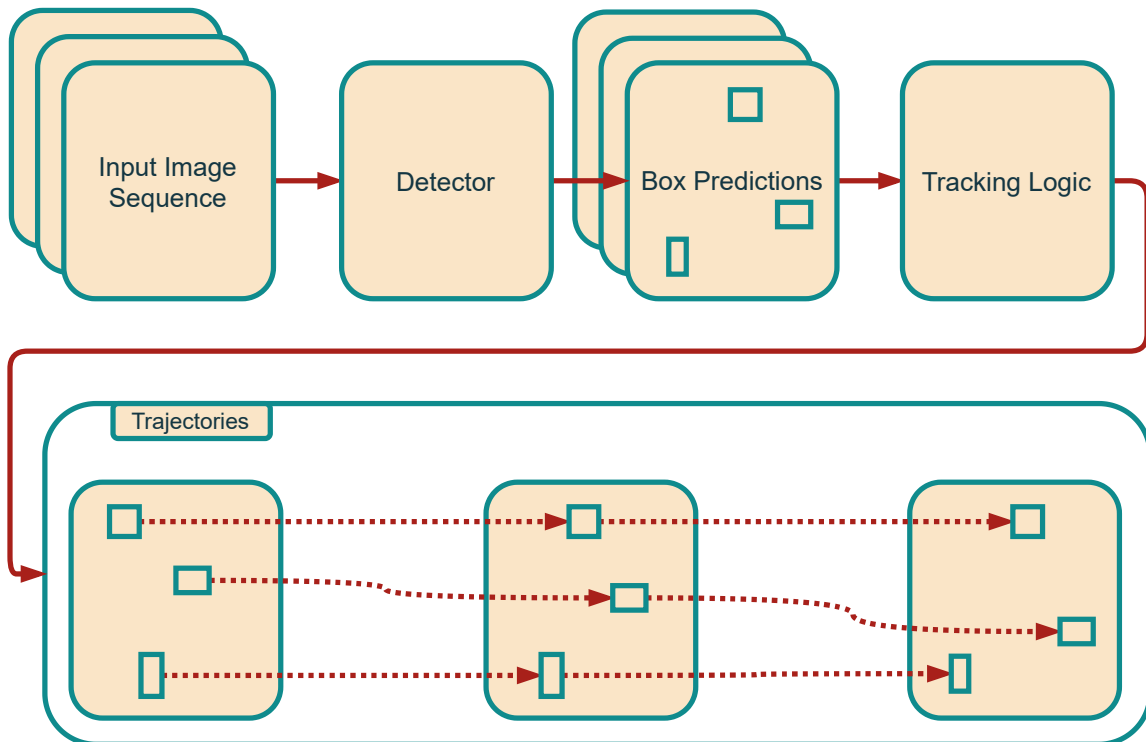 Input Image
Sequence
Detector
Box Predictions
Tracking Logic
Trajectories